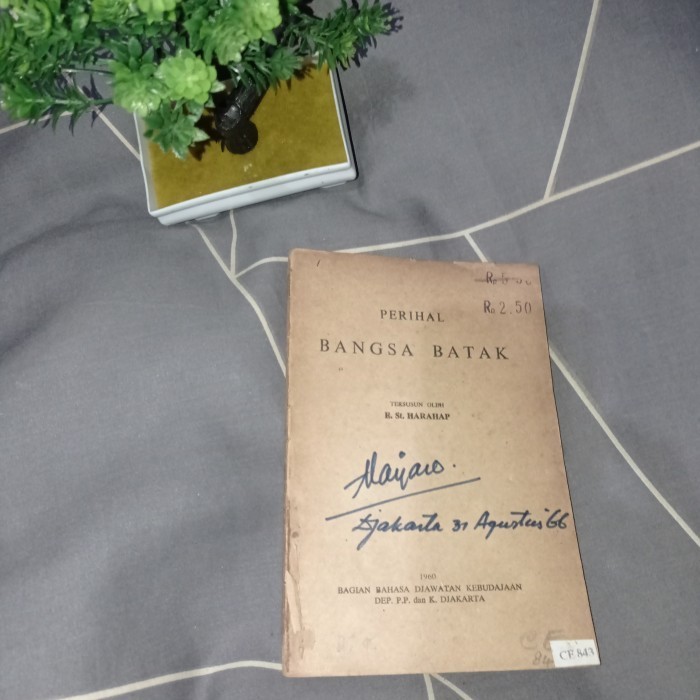 Rp 2.50
PERIHAL
BANGSA BATAK
TERSUSUN OLEH
E. St. HARAHAP
Djakarta 31 Agustus'66
1960
BAGIAN BAHASA DJAWATAN KEBUDAJAAN
DEP. P.P. dan K. DJAKARTA
CE
CE 843